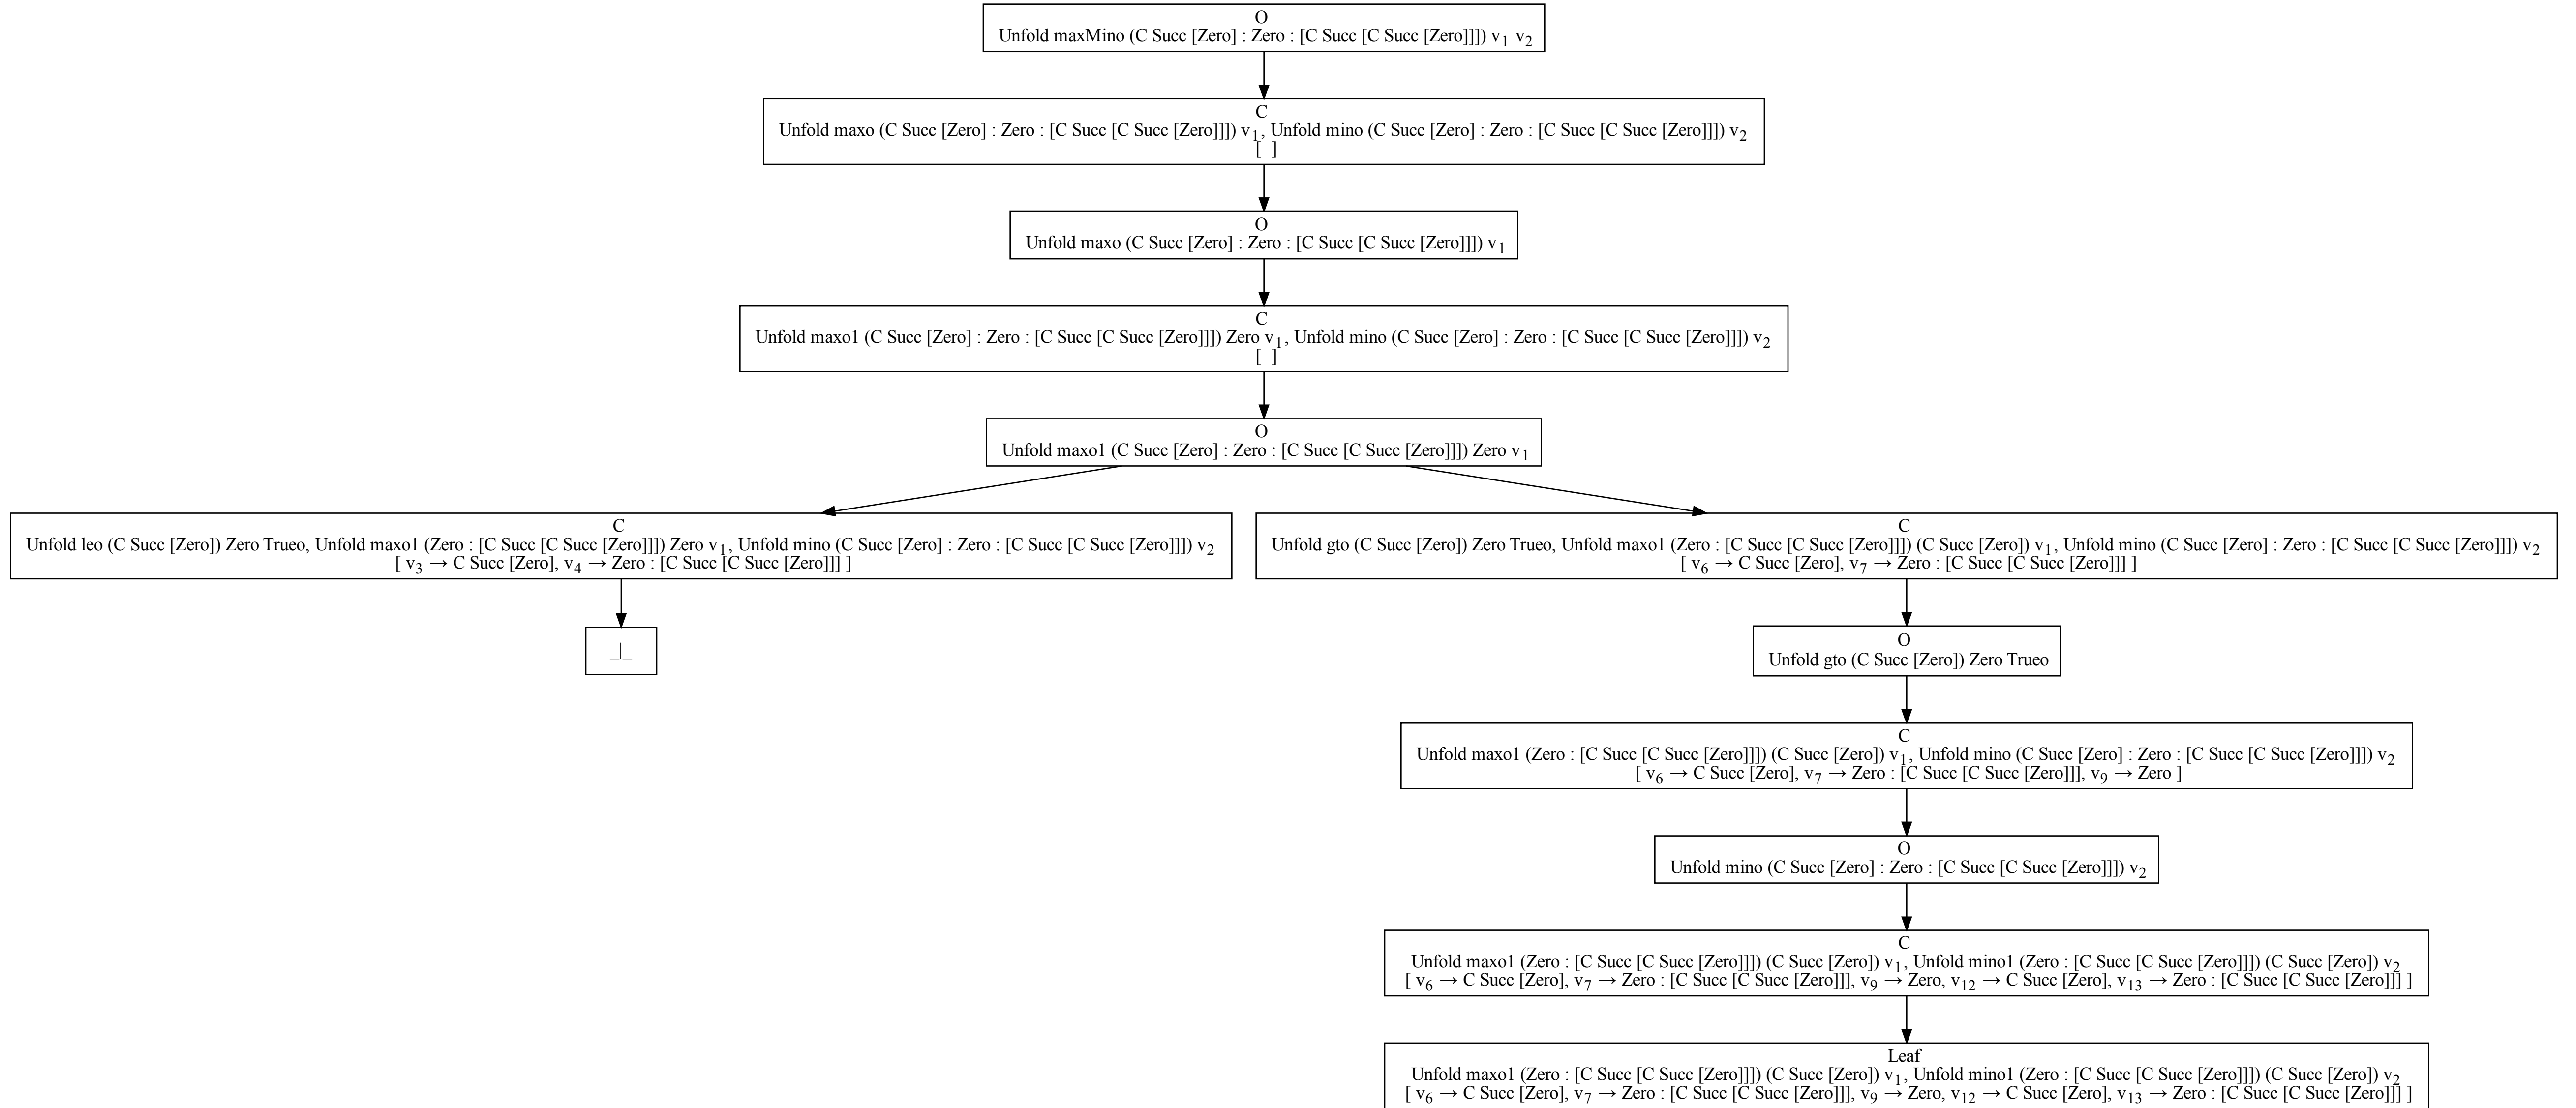 O
Unfold maxMino (C Succ [Zero] : Zero : [C Succ [C Succ [Zero]]]) v1 v2
C
Unfold maxo (C Succ [Zero] : Zero : [C Succ [C Succ [Zero]]]) v1, Unfold mino (C Succ [Zero] : Zero : [C Succ [C Succ [Zero]]]) v2
[ ]
O
Unfold maxo (C Succ [Zero] : Zero : [C Succ [C Succ [Zero]]]) v1
C
Unfold maxo1 (C Succ [Zero] : Zero : [C Succ [C Succ [Zero]]]) Zero v1, Unfold mino (C Succ [Zero] : Zero : [C Succ [C Succ [Zero]]]) v2
[ ]
O
Unfold maxo1 (C Succ [Zero] : Zero : [C Succ [C Succ [Zero]]]) Zero v1
C
Unfold leo (C Succ [Zero]) Zero Trueo, Unfold maxo1 (Zero : [C Succ [C Succ [Zero]]]) Zero v1, Unfold mino (C Succ [Zero] : Zero : [C Succ [C Succ [Zero]]]) v2
[ v3 → C Succ [Zero], v4 → Zero : [C Succ [C Succ [Zero]]] ]
C
Unfold gto (C Succ [Zero]) Zero Trueo, Unfold maxo1 (Zero : [C Succ [C Succ [Zero]]]) (C Succ [Zero]) v1, Unfold mino (C Succ [Zero] : Zero : [C Succ [C Succ [Zero]]]) v2
[ v6 → C Succ [Zero], v7 → Zero : [C Succ [C Succ [Zero]]] ]
_|_
O
Unfold gto (C Succ [Zero]) Zero Trueo
C
Unfold maxo1 (Zero : [C Succ [C Succ [Zero]]]) (C Succ [Zero]) v1, Unfold mino (C Succ [Zero] : Zero : [C Succ [C Succ [Zero]]]) v2
[ v6 → C Succ [Zero], v7 → Zero : [C Succ [C Succ [Zero]]], v9 → Zero ]
O
Unfold mino (C Succ [Zero] : Zero : [C Succ [C Succ [Zero]]]) v2
C
Unfold maxo1 (Zero : [C Succ [C Succ [Zero]]]) (C Succ [Zero]) v1, Unfold mino1 (Zero : [C Succ [C Succ [Zero]]]) (C Succ [Zero]) v2
[ v6 → C Succ [Zero], v7 → Zero : [C Succ [C Succ [Zero]]], v9 → Zero, v12 → C Succ [Zero], v13 → Zero : [C Succ [C Succ [Zero]]] ]
Leaf
Unfold maxo1 (Zero : [C Succ [C Succ [Zero]]]) (C Succ [Zero]) v1, Unfold mino1 (Zero : [C Succ [C Succ [Zero]]]) (C Succ [Zero]) v2
[ v6 → C Succ [Zero], v7 → Zero : [C Succ [C Succ [Zero]]], v9 → Zero, v12 → C Succ [Zero], v13 → Zero : [C Succ [C Succ [Zero]]] ]